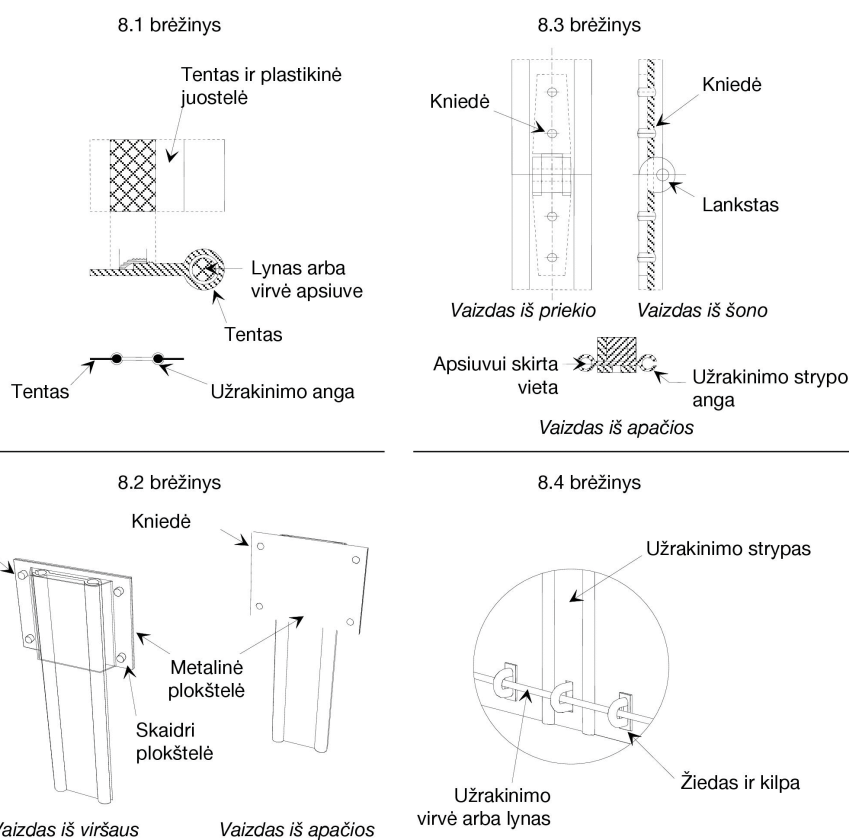 8.1 brėžinys
Tentas ir plastikinė
juostelė
Lynas arba
virvė apsiuve
Tentas
Tentas
Užrakinimo anga
8.3 brėžinys
Kniedė
Kniedė
Lankstas
Vaizdas iš priekio
Vaizdas iš šono
Apsiuvui skirta
vieta
Užrakinimo strypo
anga
Vaizdas iš apačios
8.2 brėžinys
Kniedė
Metalinė
plokštelė
Skaidri
plokštelė
Vaizdas iš viršaus
Vaizdas iš apačios
8.4 brėžinys
Užrakinimo strypas
Žiedas ir kilpa
Užrakinimo
virvė arba lynas